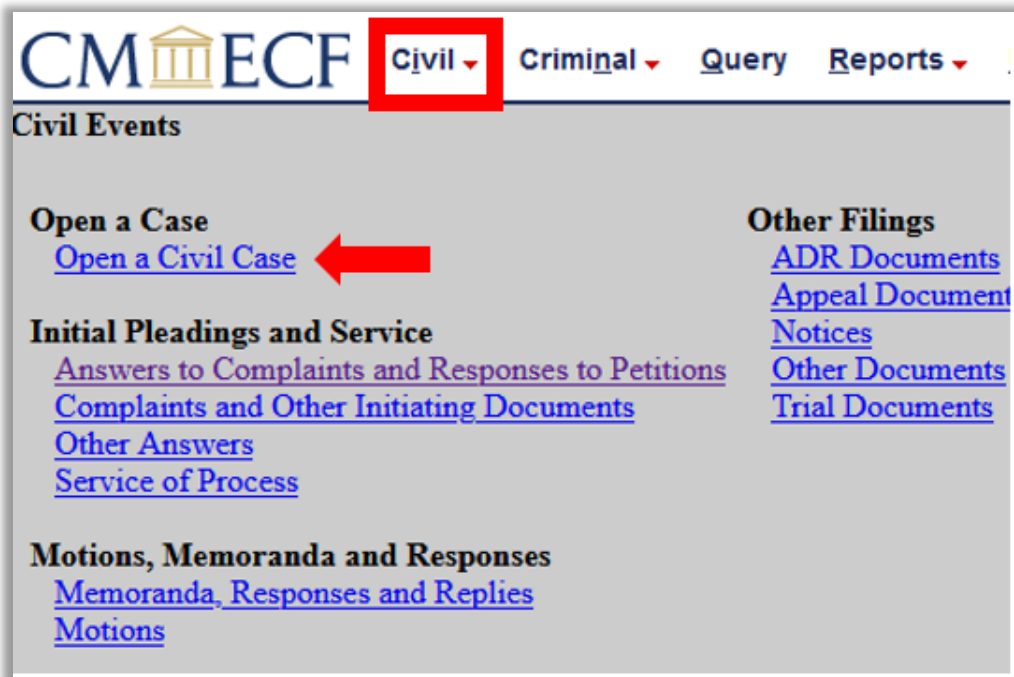 CM ECF Civil Criminal Query Reports
Civil Events
Open a Case
Open a Civil Case
Initial Pleadings and Service
Answers to Complaints and Responses to Petitions
Complaints and Other Initiating Documents
Other Answers
Service of Process
Motions, Memoranda and Responses
Memoranda, Responses and Replies
Motions
Other Filings
ADR Documents
Appeal Document
Notices
Other Documents
Trial Documents